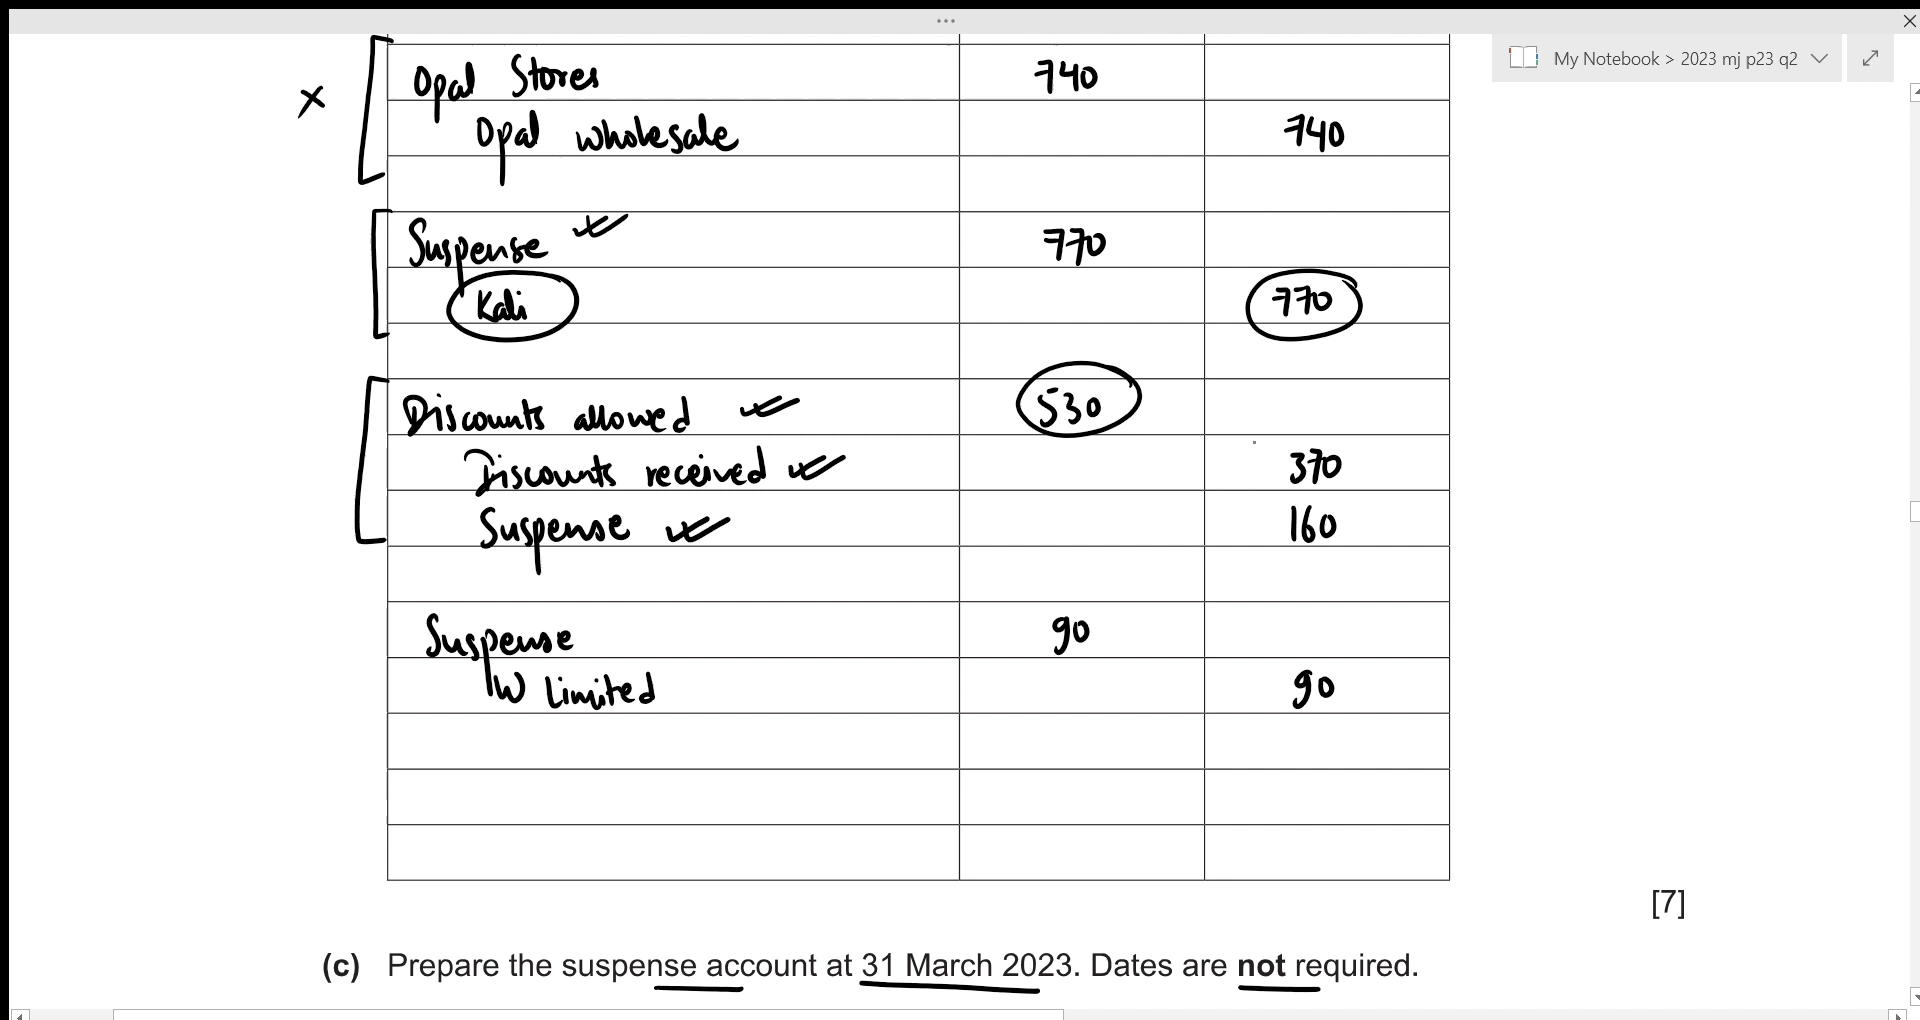 My Notebook > 2023 mj p23 q2
x
Opal Stores 740
Opal wholesale 740
Suspense 770
Kali 770
Discounts allowed 530
Discounts received 370
Suspense 160
Suspense 90
W Limited 90
[7]
(c) Prepare the suspense account at 31 March 2023. Dates are not required.